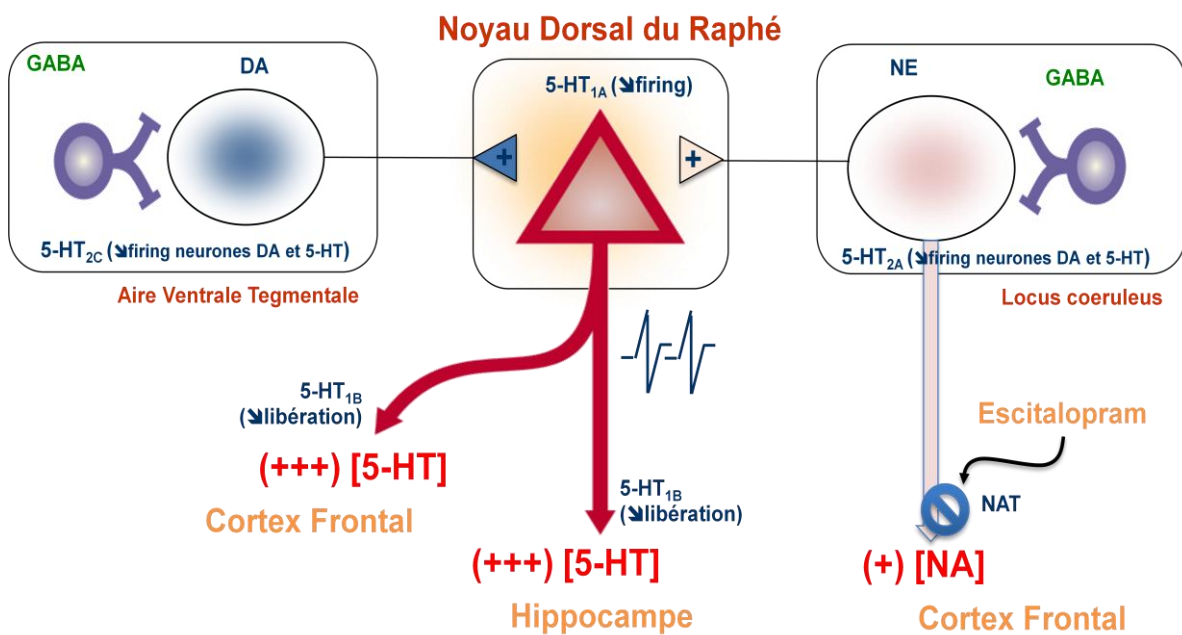 Noyau Dorsal du Raphé
GABA
DA
5-HT2C (➘firing neurones DA et 5-HT)
Aire Ventrale Tegmentale
5-HT1A (➘firing)
+
+
NE
GABA
5-HT2A (➘firing neurones DA et 5-HT)
Locus coeruleus
5-HT1B
(➘libération)
(+++) [5-HT]
Cortex Frontal
5-HT1B
(➘libération)
(+++) [5-HT]
Hippocampe
Escitalopram
NAT
(+) [NA]
Cortex Frontal